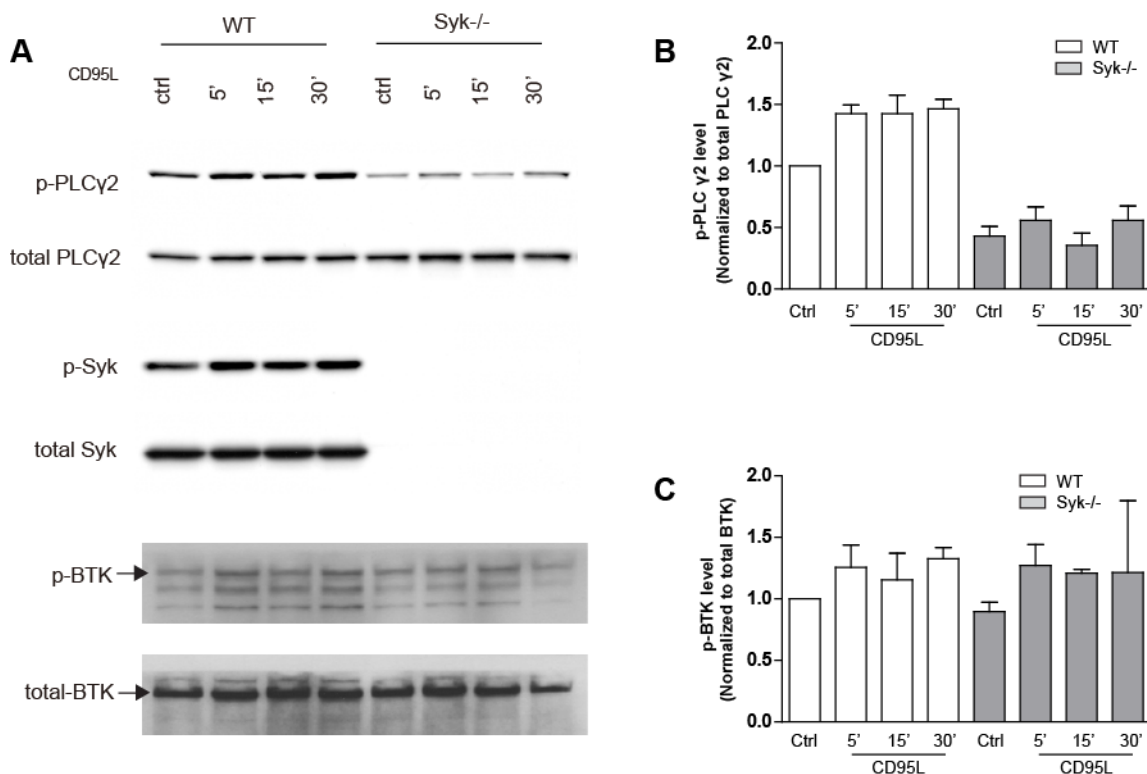 A
WT Syk-/-
CD95L
ctrl 5' 15' 30' ctrl 5' 15' 30'
p-PLCγ2
total PLCγ2
p-Syk
total Syk
p-BTK
total-BTK
B
WT
Syk-/-
p-PLC γ2 level
(Normalized to total PLC γ2)
2.0
1.5
1.0
0.5
0.0
Ctrl 5' 15' 30' Ctrl 5' 15' 30'
CD95L CD95L
C
WT
Syk-/-
p-BTK level
(Normalized to total BTK)
2.0
1.5
1.0
0.5
0.0
Ctrl 5' 15' 30' Ctrl 5' 15' 30'
CD95L CD95L